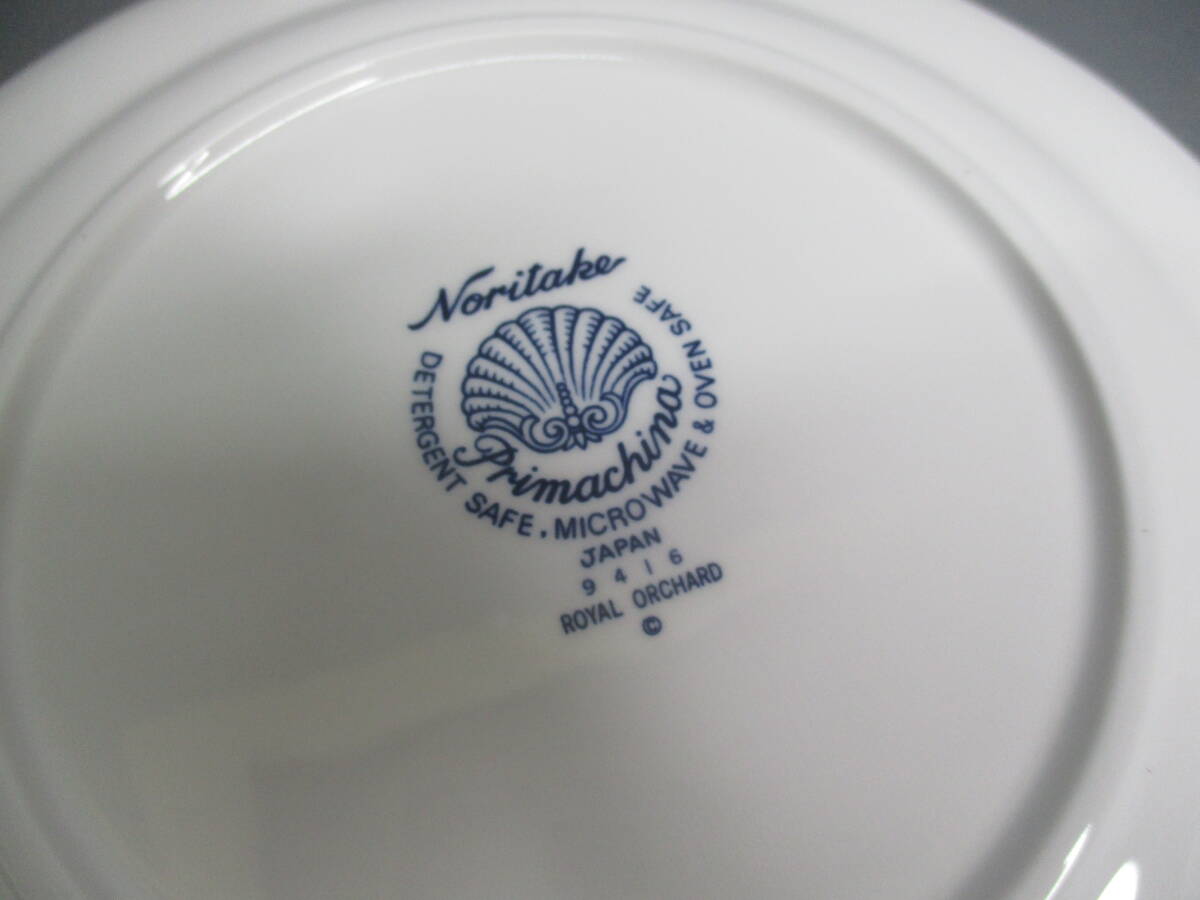 Noritake
Primachina
DETERGENT SAFE. MICROWAVE & OVEN SAFE
JAPAN
9416
ROYAL ORCHARD
©